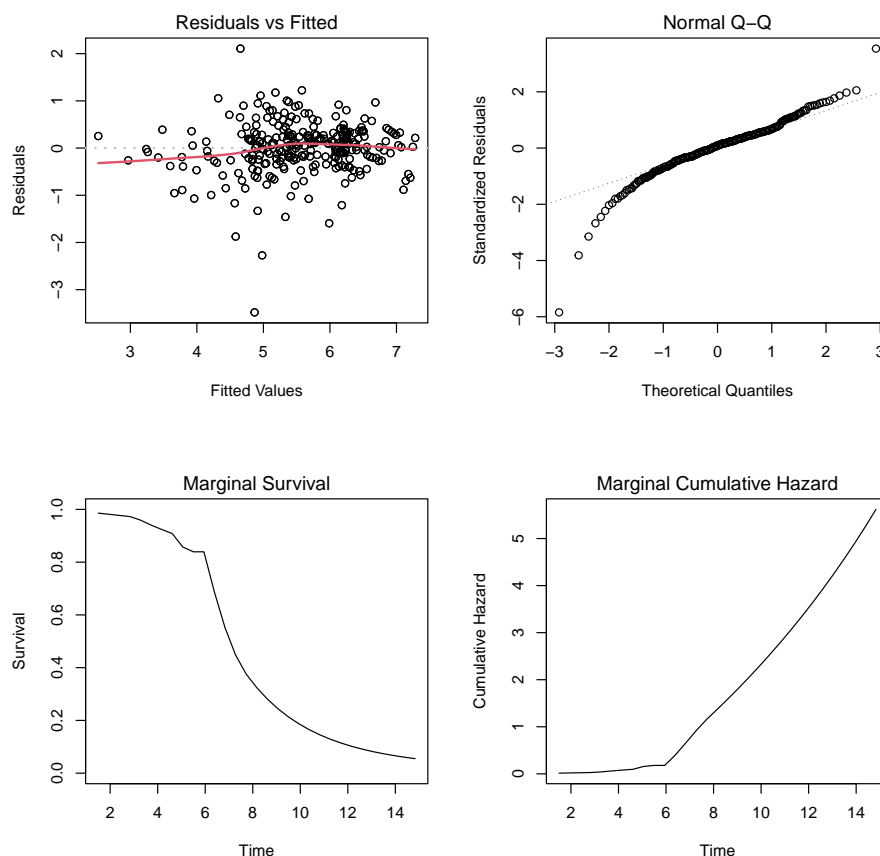 Residuals vs Fitted
Residuals
2
1
0
−1
−2
−3
3 4 5 6 7
Fitted Values
Normal Q−Q
Standardized Residuals
2
0
−2
−4
−6
−3 −2 −1 0 1 2 3
Theoretical Quantiles
Marginal Survival
Survival
1.0
0.8
0.6
0.4
0.2
0.0
2 4 6 8 10 12 14
Time
Marginal Cumulative Hazard
Cumulative Hazard
5
4
3
2
1
0
2 4 6 8 10 12 14
Time